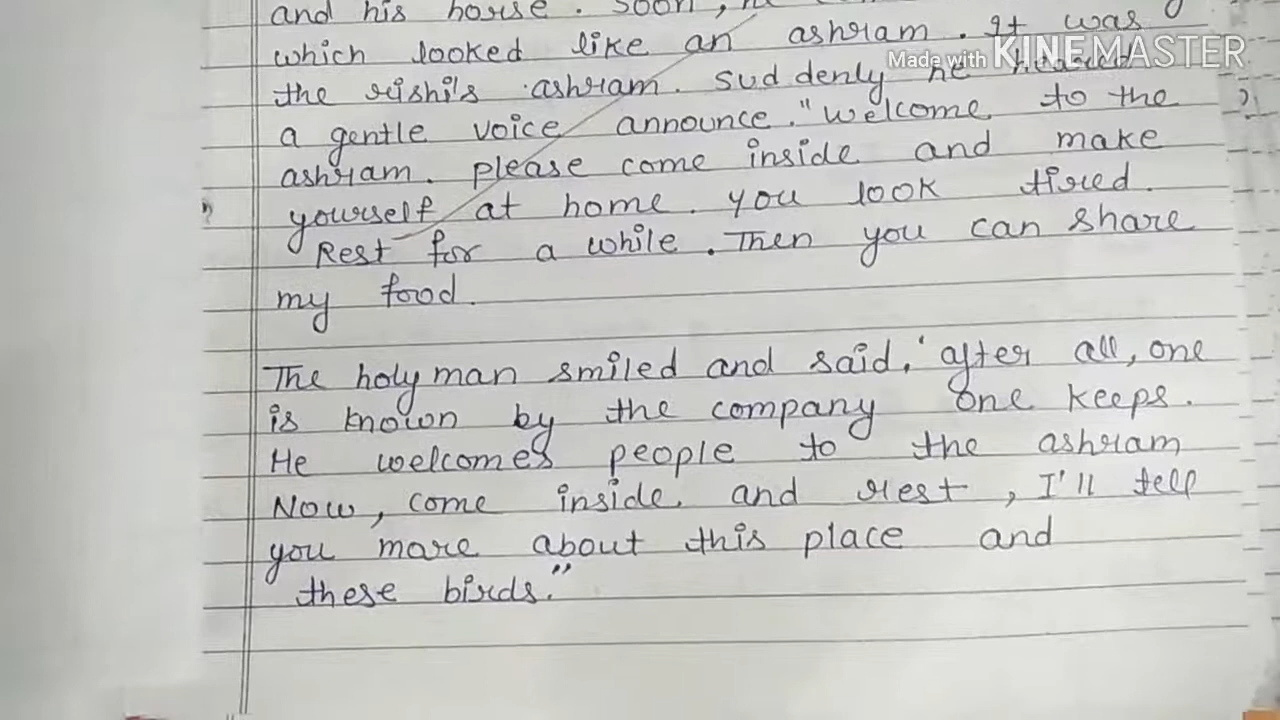 and his horse. Soon,
which looked like an ashram. It was
Made with KINEMASTER
the rishi's ashram. suddenly he
a gentle voice announce. "welcome to the
ashram. please come inside and make
yourself at home. you look tired.
Rest for a while. Then you can share
my food.
The holy man smiled and said. 'after all, one
is known by the company one keeps.
He welcomes people to the ashram,
Now, come inside. and rest, I'll tell
you mare about this place and
these birds."